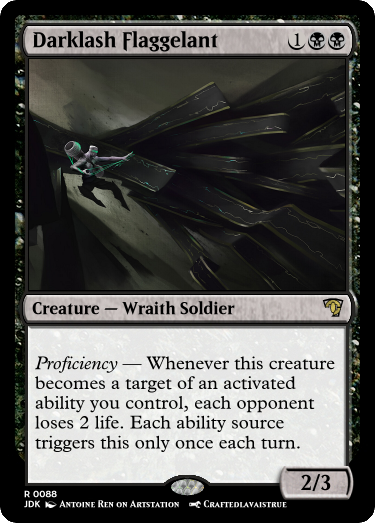 Darklash Flaggelant 1
Creature — Wraith Soldier
Proficiency — Whenever this creature
becomes a target of an activated
ability you control, each opponent
loses 2 life. Each ability source
triggers this only once each turn.
2/3
R 0088
JDK Antoine Ren on Artstation Craftedlavaistrue